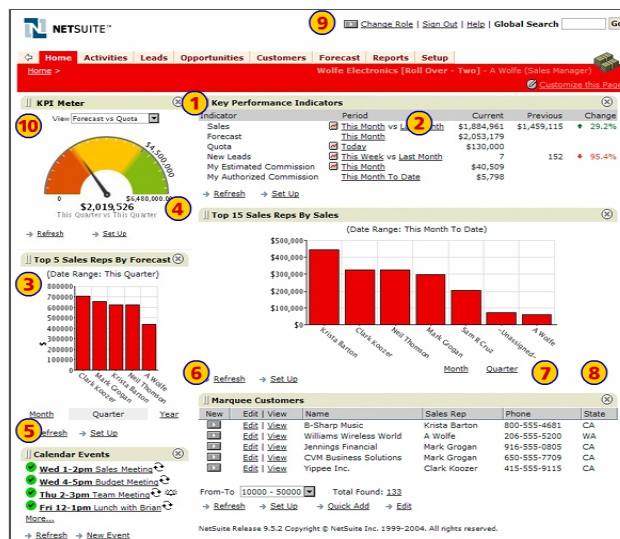 NETSUITE™
9
Change Role | Sign Out | Help | Global Search
Home Activities Leads Opportunities Customers Forecast Reports Setup
Home > Wolfe Electronics [Roll Over - Two] - A Wolfe (Sales Manager)
Customize this Page
KPI Meter
10
View Forecast vs Quota
$4,500,000
0 $6,480,000.00
$2,019,526
This Quarter vs This Quarter
4
Refresh Set Up
Top 5 Sales Reps By Forecast
(Date Range: This Quarter)
3
800000
700000
600000
500000
400000
300000
200000
100000
0
$
Clark Koozer
Mark Grogan
Krista Barton
Neil Thomson
A Wolfe
Month Quarter Year
5
Refresh Set Up
Calendar Events
Wed 1-2pm Sales Meeting
Wed 4-5pm Budget Meeting
Thu 2-3pm Team Meeting
Fri 12-1pm Lunch with Brian
More...
Refresh New Event
1
Key Performance Indicators
2
Indicator Period Current Previous Change
Sales This Month vs Last Month $1,884,961 $1,459,115 29.2%
Forecast This Month $2,053,179
Quota Today $130,000
New Leads This Week vs Last Month 7 152 95.4%
My Estimated Commission This Month $40,509
My Authorized Commission This Month To Date $5,798
Refresh Set Up
Top 15 Sales Reps By Sales
(Date Range: This Month To Date)
$500,000
$400,000
$300,000
$200,000
$100,000
$0
Krista Barton
Clark Koozer
Neil Thomson
Mark Grogan
Sam R Cruz
-Unassigned-
A Wolfe
Month Quarter
6
7
8
Refresh Set Up
Marquee Customers
New Edit | View Name Sales Rep Phone State
Edit | View B-Sharp Music Krista Barton 800-555-4681 CA
Edit | View Williams Wireless World A Wolfe 206-555-5200 WA
Edit | View Jennings Financial Mark Grogan 916-555-0805 CA
Edit | View CVM Business Solutions Mark Grogan 650-555-7709 CA
Edit | View Yippee Inc. Clark Koozer 415-555-9115 CA
From-To 10000 - 50000 Total Found: 133
Refresh Set Up Quick Add Edit
NetSuite Release 9.5.2 Copyright © NetSuite Inc. 1999-2004. All rights reserved.